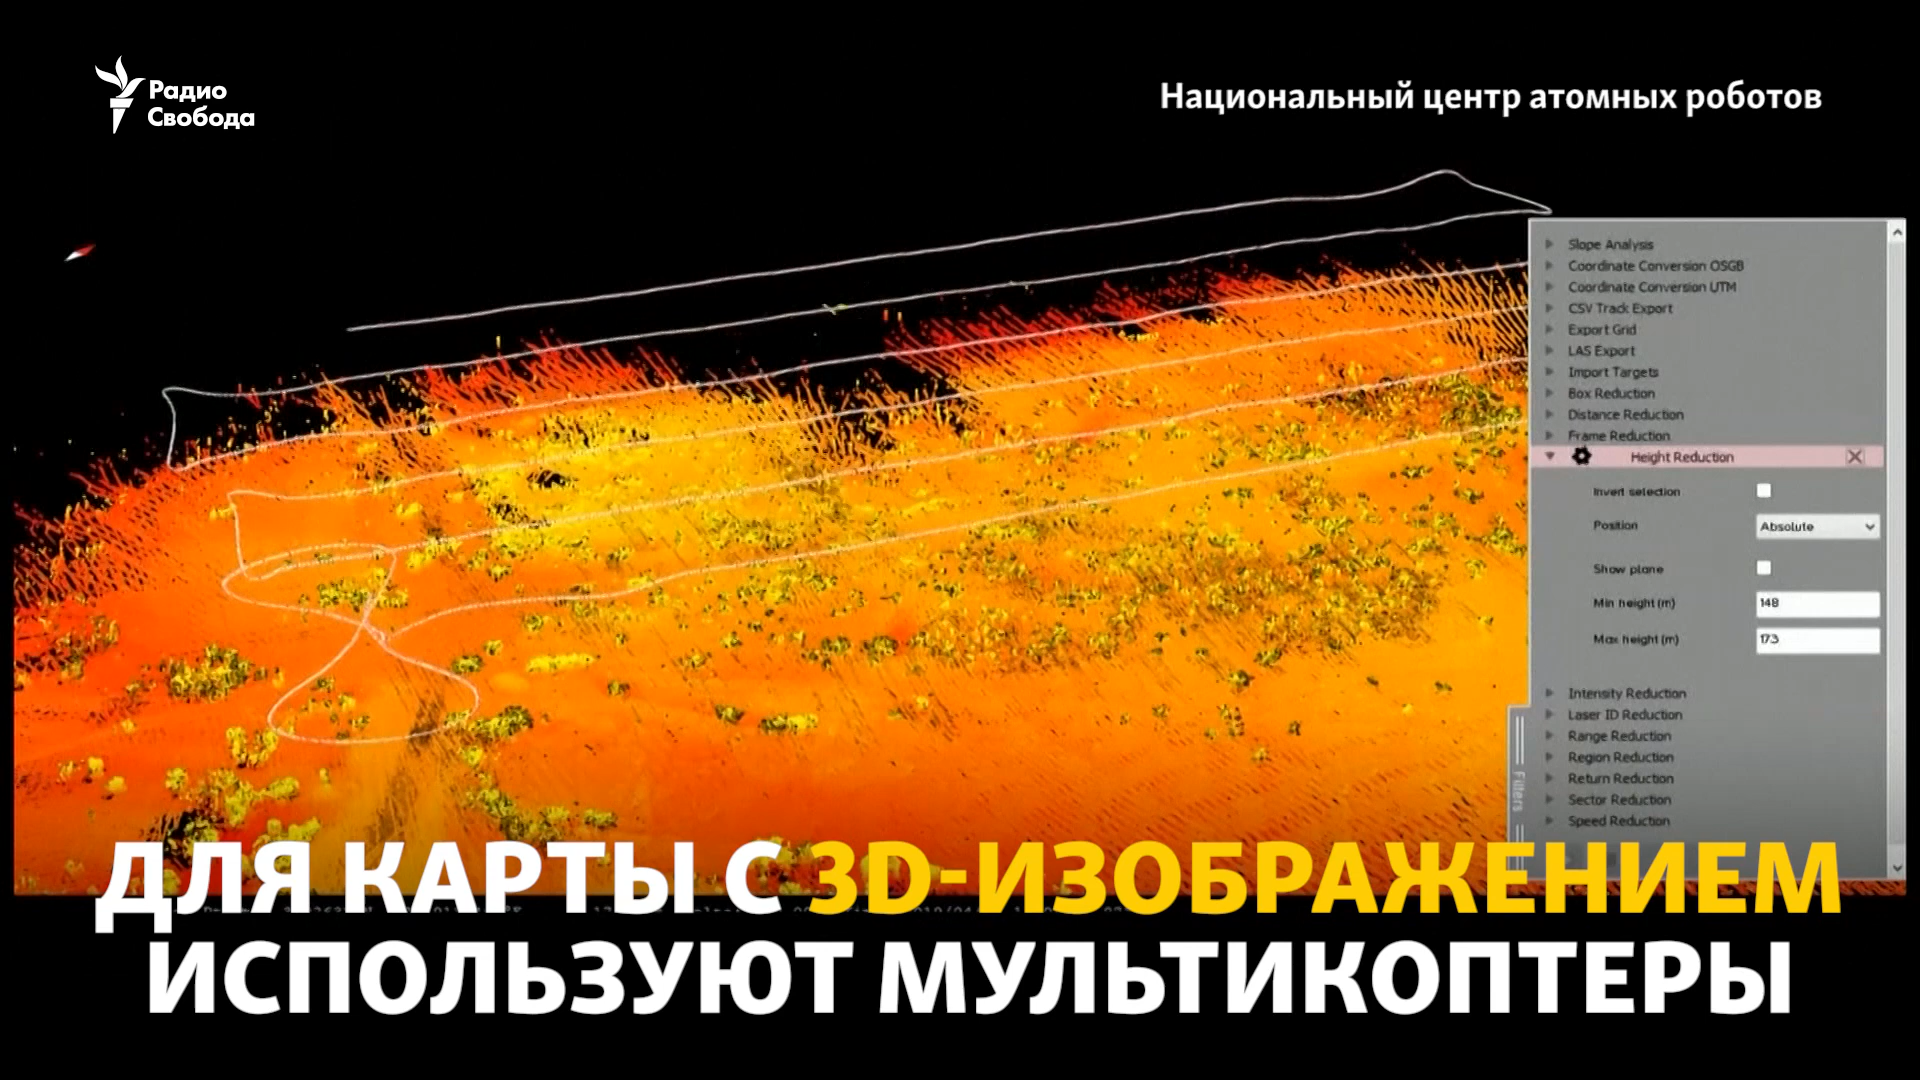 Радио
Свобода
Национальный центр атомных роботов
Slope Analysis
Coordinate Conversion OSGB
Coordinate Conversion UTM
CSV Track Export
Export Grid
LAS Export
Import Targets
Box Reduction
Distance Reduction
Frame Reduction
Height Reduction
Invert selection
Position Absolute
Show plane
Min height (m) 148
Max height (m) 173
Intensity Reduction
Laser ID Reduction
Range Reduction
Region Reduction
Return Reduction
Sector Reduction
Speed Reduction
Filters
ДЛЯ КАРТЫ С 3D-ИЗОБРАЖЕНИЕМ
ИСПОЛЬЗУЮТ МУЛЬТИКОПТЕРЫ